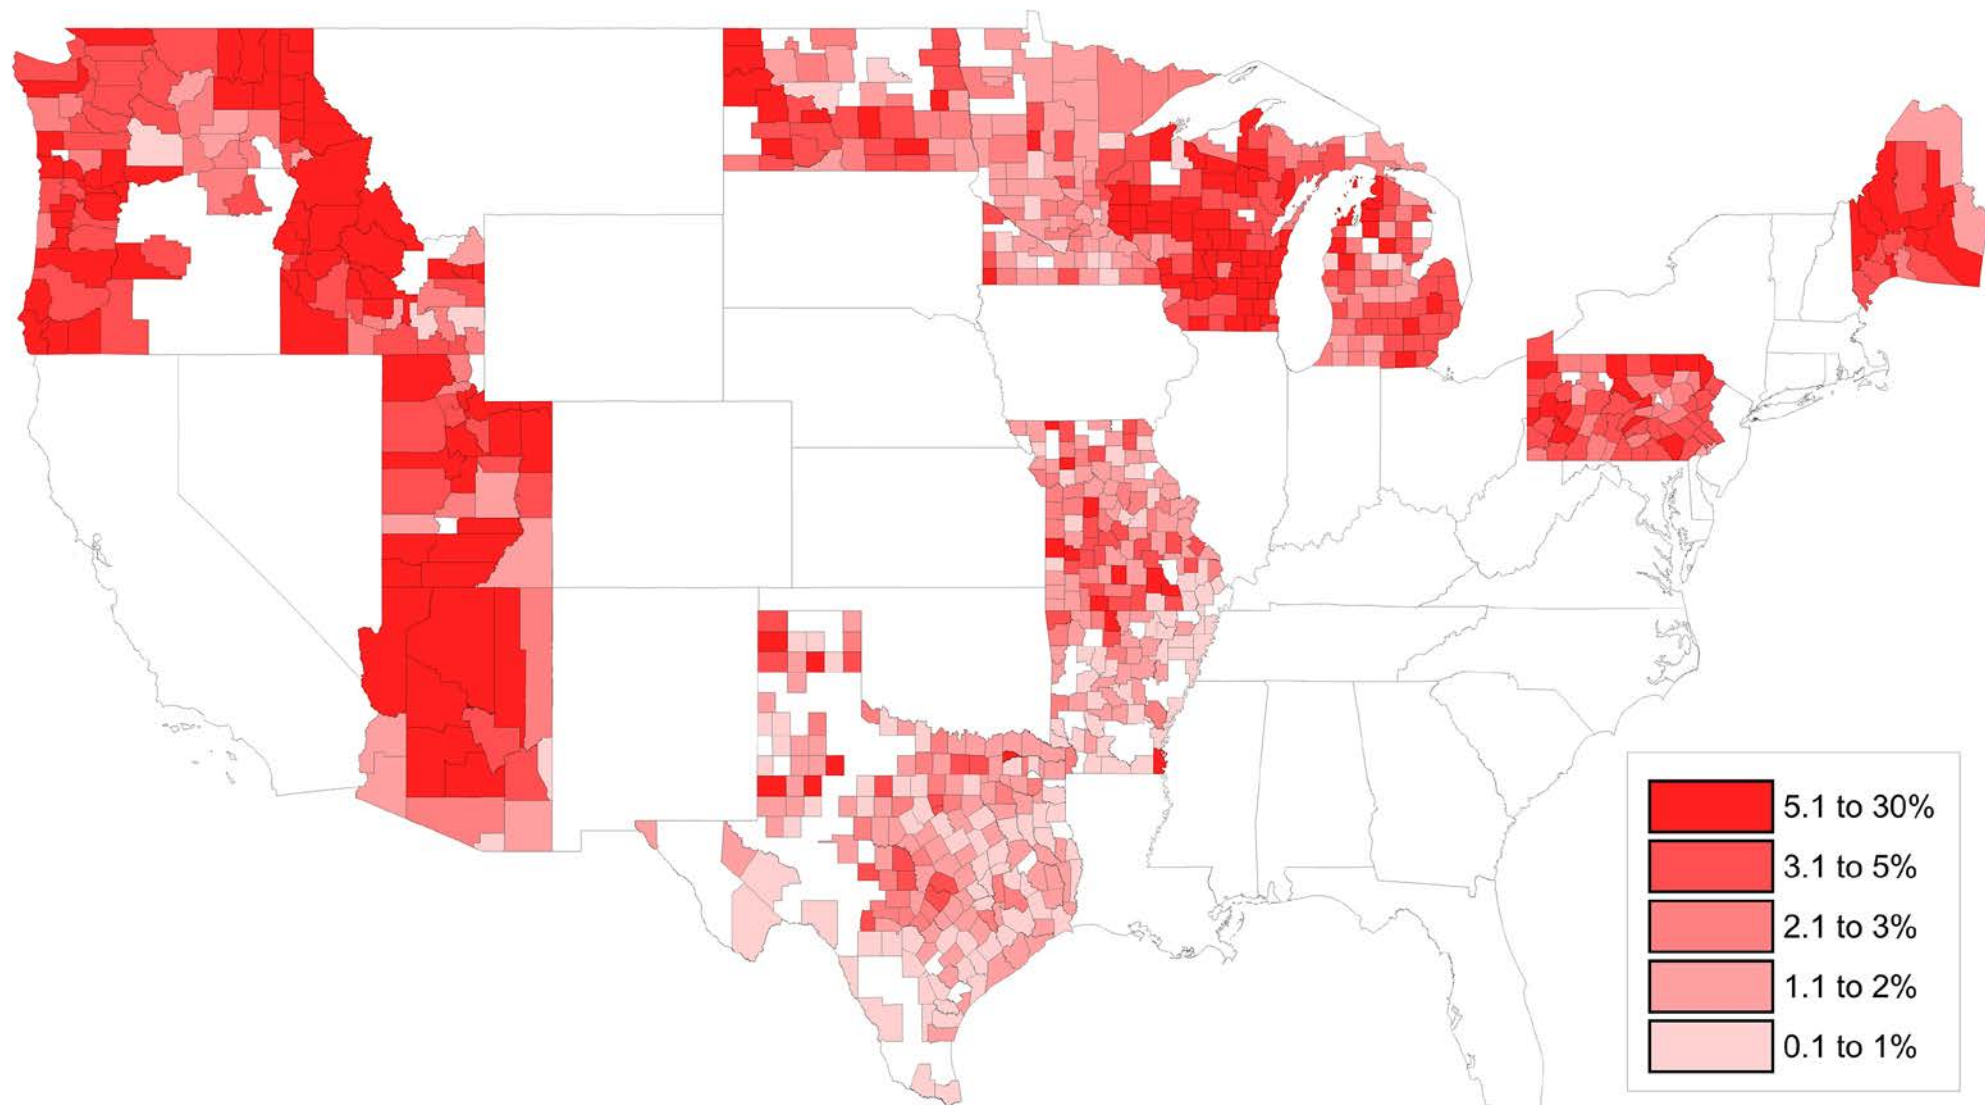 5.1 to 30%
3.1 to 5%
2.1 to 3%
1.1 to 2%
0.1 to 1%